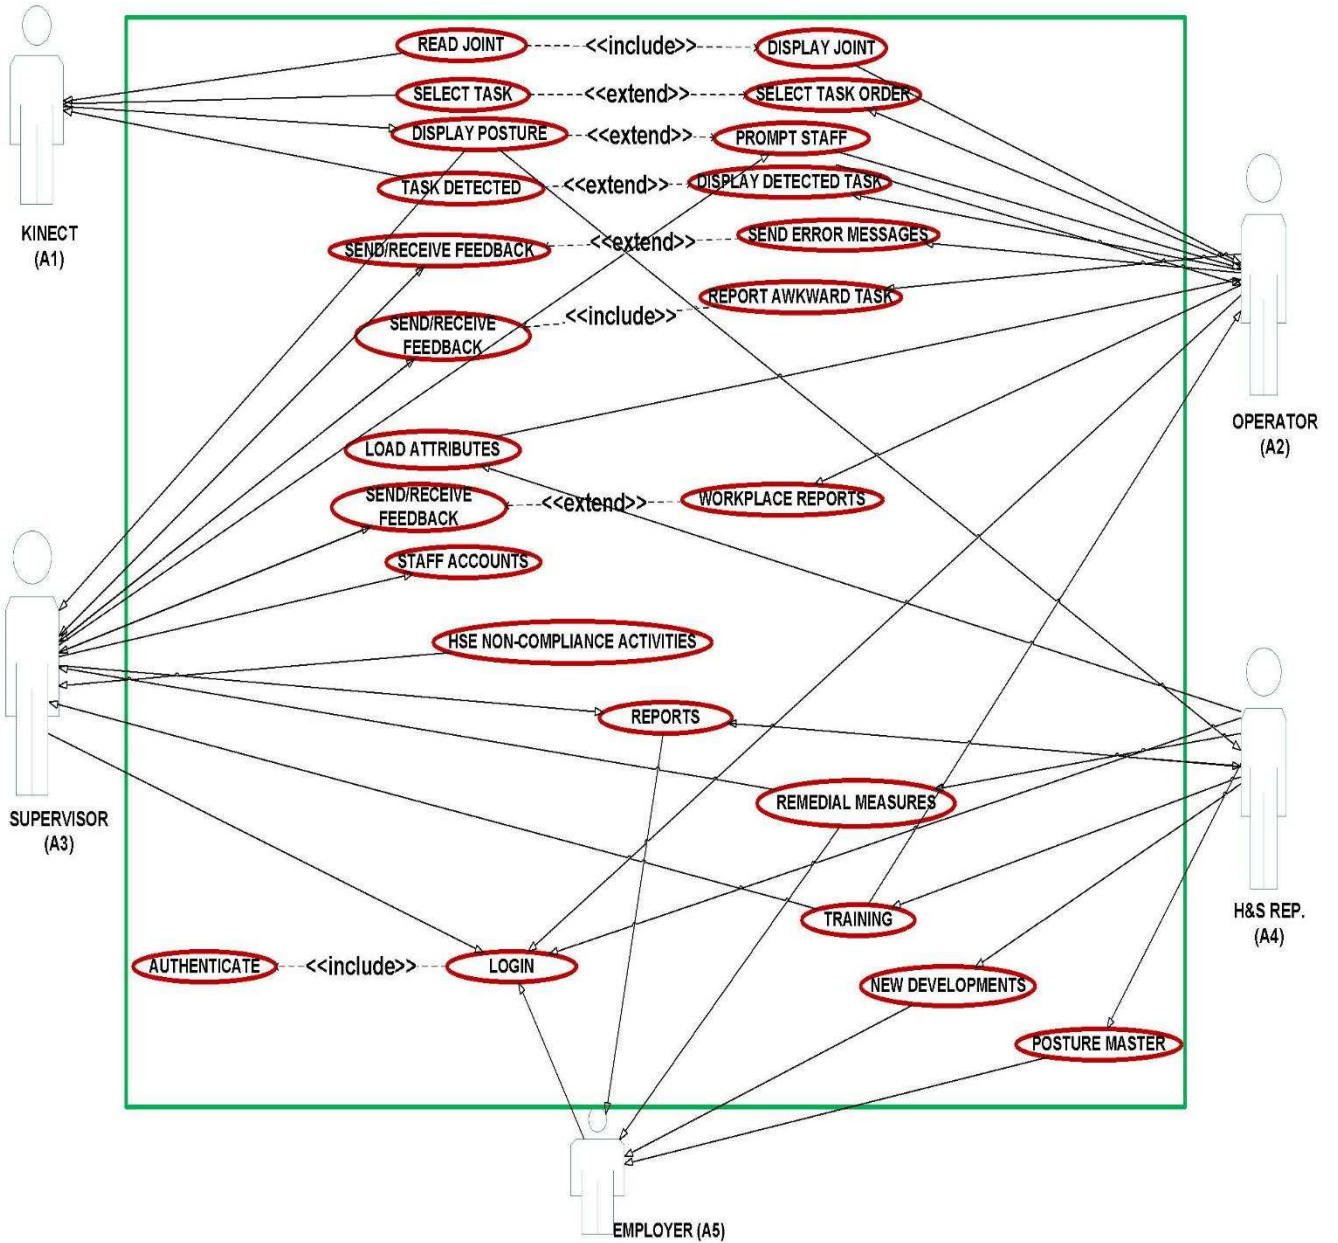 READ JOINT
<<include>>
DISPLAY JOINT
SELECT TASK
<<extend>>
SELECT TASK ORDER
DISPLAY POSTURE
<<extend>>
PROMPT STAFF
TASK DETECTED
<<extend>>
DISPLAY DETECTED TASK
KINECT
(A1)
SEND/RECEIVE FEEDBACK
<<extend>>
SEND ERROR MESSAGES
REPORT AWKWARD TASK
<<include>>
SEND/RECEIVE
FEEDBACK
OPERATOR
(A2)
LOAD ATTRIBUTES
SEND/RECEIVE
FEEDBACK
<<extend>>
WORKPLACE REPORTS
STAFF ACCOUNTS
HSE NON-COMPLIANCE ACTIVITIES
REPORTS
REMEDIAL MEASURES
SUPERVISOR
(A3)
TRAINING
H&S REP.
(A4)
AUTHENTICATE
<<include>>
LOGIN
NEW DEVELOPMENTS
POSTURE MASTER
EMPLOYER (A5)